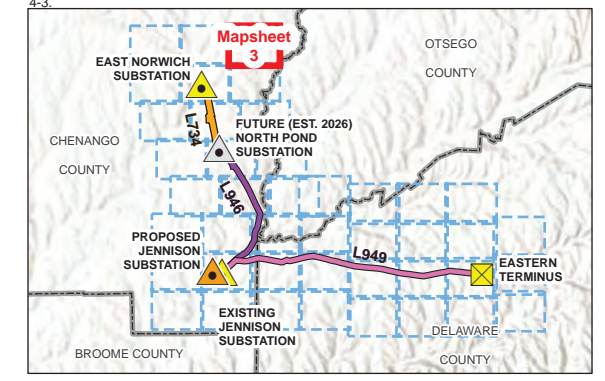 4-3.
Mapsheet
3
OTSEGO
COUNTY
EAST NORWICH
SUBSTATION
L734
FUTURE (EST. 2026)
NORTH POND
SUBSTATION
CHENANGO
COUNTY
L946
PROPOSED
JENNISON
SUBSTATION
L949
EASTERN
TERMINUS
EXISTING
JENNISON
SUBSTATION
DELAWARE
COUNTY
BROOME COUNTY